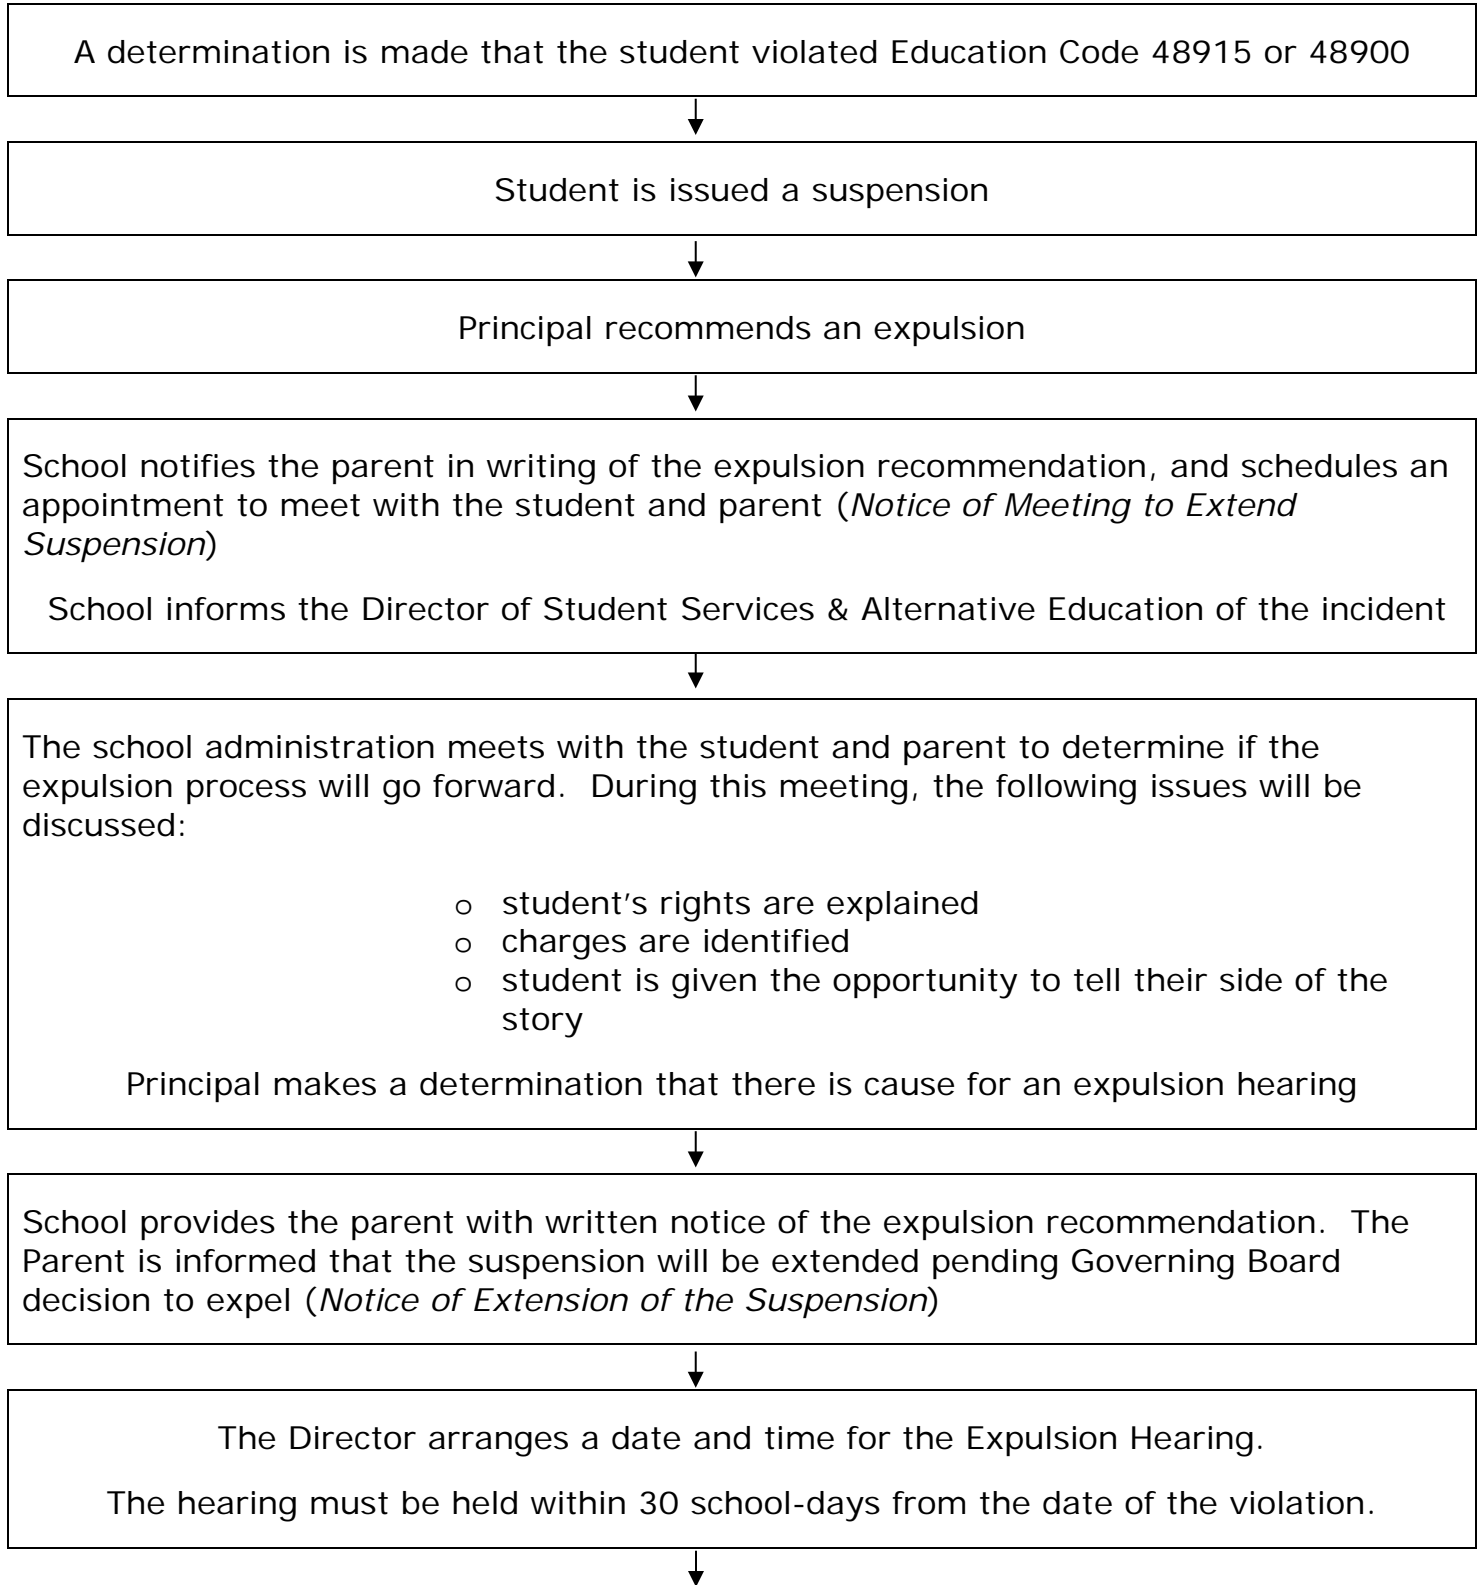 A determination is made that the student violated Education Code 48915 or 48900
Student is issued a suspension
Principal recommends an expulsion
School notifies the parent in writing of the expulsion recommendation, and schedules an
appointment to meet with the student and parent (Notice of Meeting to Extend
Suspension)
School informs the Director of Student Services & Alternative Education of the incident
The school administration meets with the student and parent to determine if the
expulsion process will go forward.  During this meeting, the following issues will be
discussed:
o student's rights are explained
o charges are identified
o student is given the opportunity to tell their side of the
story
Principal makes a determination that there is cause for an expulsion hearing
School provides the parent with written notice of the expulsion recommendation.  The
Parent is informed that the suspension will be extended pending Governing Board
decision to expel (Notice of Extension of the Suspension)
The Director arranges a date and time for the Expulsion Hearing.
The hearing must be held within 30 school-days from the date of the violation.